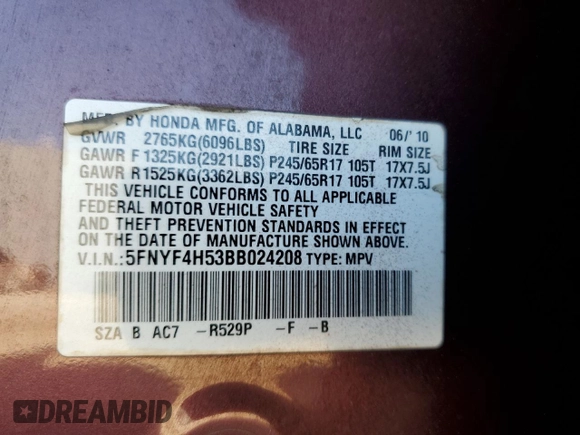 MFD. BY HONDA MFG. OF ALABAMA, LLC 06/'10
GVWR 2765KG(6096LBS) TIRE SIZE RIM SIZE
GAWR F 1325KG(2921LBS) P245/65R17 105T 17X7.5J
GAWR R1525KG(3362LBS) P245/65R17 105T 17X7.5J
THIS VEHICLE CONFORMS TO ALL APPLICABLE
FEDERAL MOTOR VEHICLE SAFETY
AND THEFT PREVENTION STANDARDS IN EFFECT
ON THE DATE OF MANUFACTURE SHOWN ABOVE.
V.I.N.: 5FNYF4H53BB024208 TYPE: MPV
SZA B AC7 -R529P -F -B
DREAMBID